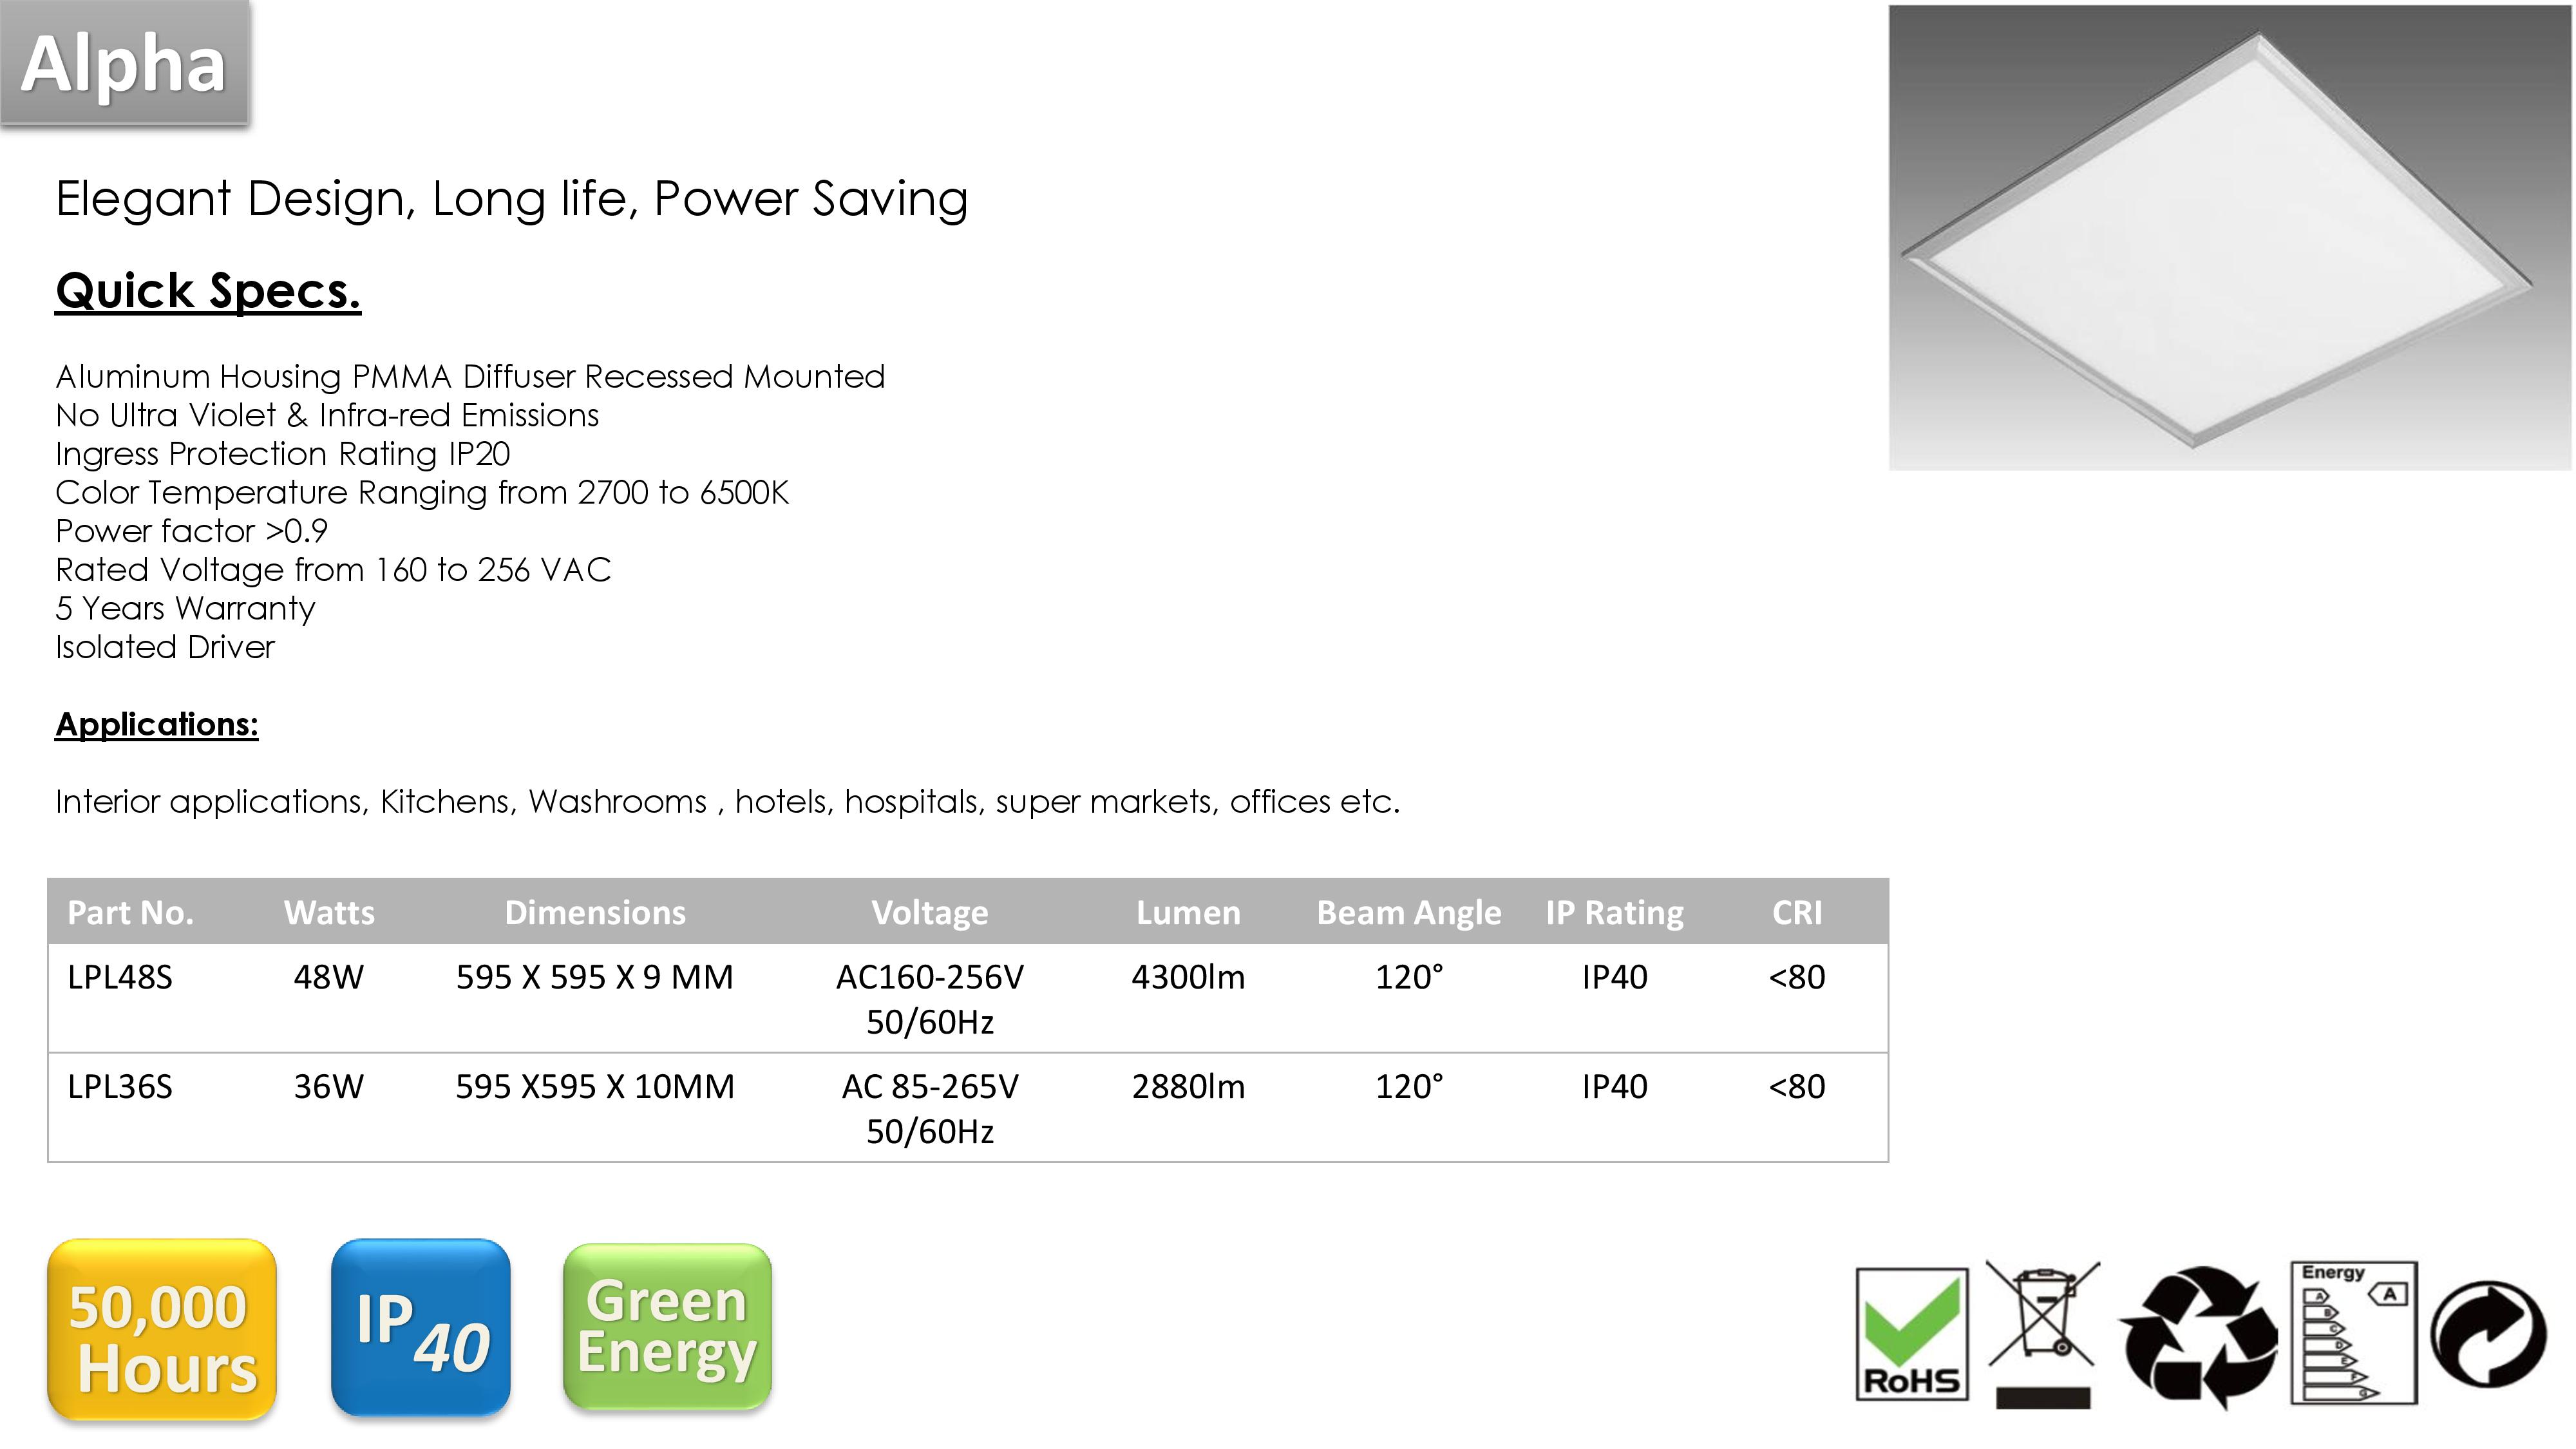 Alpha
Elegant Design, Long life, Power Saving
Quick Specs.
Aluminum Housing PMMA Diffuser Recessed Mounted
No Ultra Violet & Infra-red Emissions
Ingress Protection Rating IP20
Color Temperature Ranging from 2700 to 6500K
Power factor >0.9
Rated Voltage from 160 to 256 VAC
5 Years Warranty
Isolated Driver
Applications:
Interior applications, Kitchens, Washrooms , hotels, hospitals, super markets, offices etc.
Part No. Watts Dimensions Voltage Lumen Beam Angle IP Rating CRI
LPL48S 48W 595 X 595 X 9 MM AC160-256V 4300lm 120° IP40 <80
50/60Hz
LPL36S 36W 595 X595 X 10MM AC 85-265V 2880lm 120° IP40 <80
50/60Hz
50,000
Hours
IP40
Green
Energy
RoHS
Energy
A
A
B
C
D
E
F
G